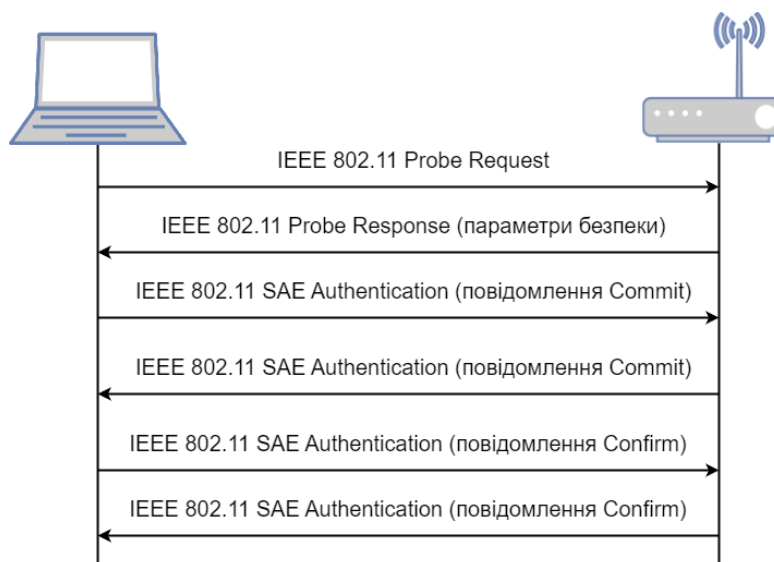 IEEE 802.11 Probe Request
IEEE 802.11 Probe Response (параметри безпеки)
IEEE 802.11 SAE Authentication (повідомлення Commit)
IEEE 802.11 SAE Authentication (повідомлення Commit)
IEEE 802.11 SAE Authentication (повідомлення Confirm)
IEEE 802.11 SAE Authentication (повідомлення Confirm)